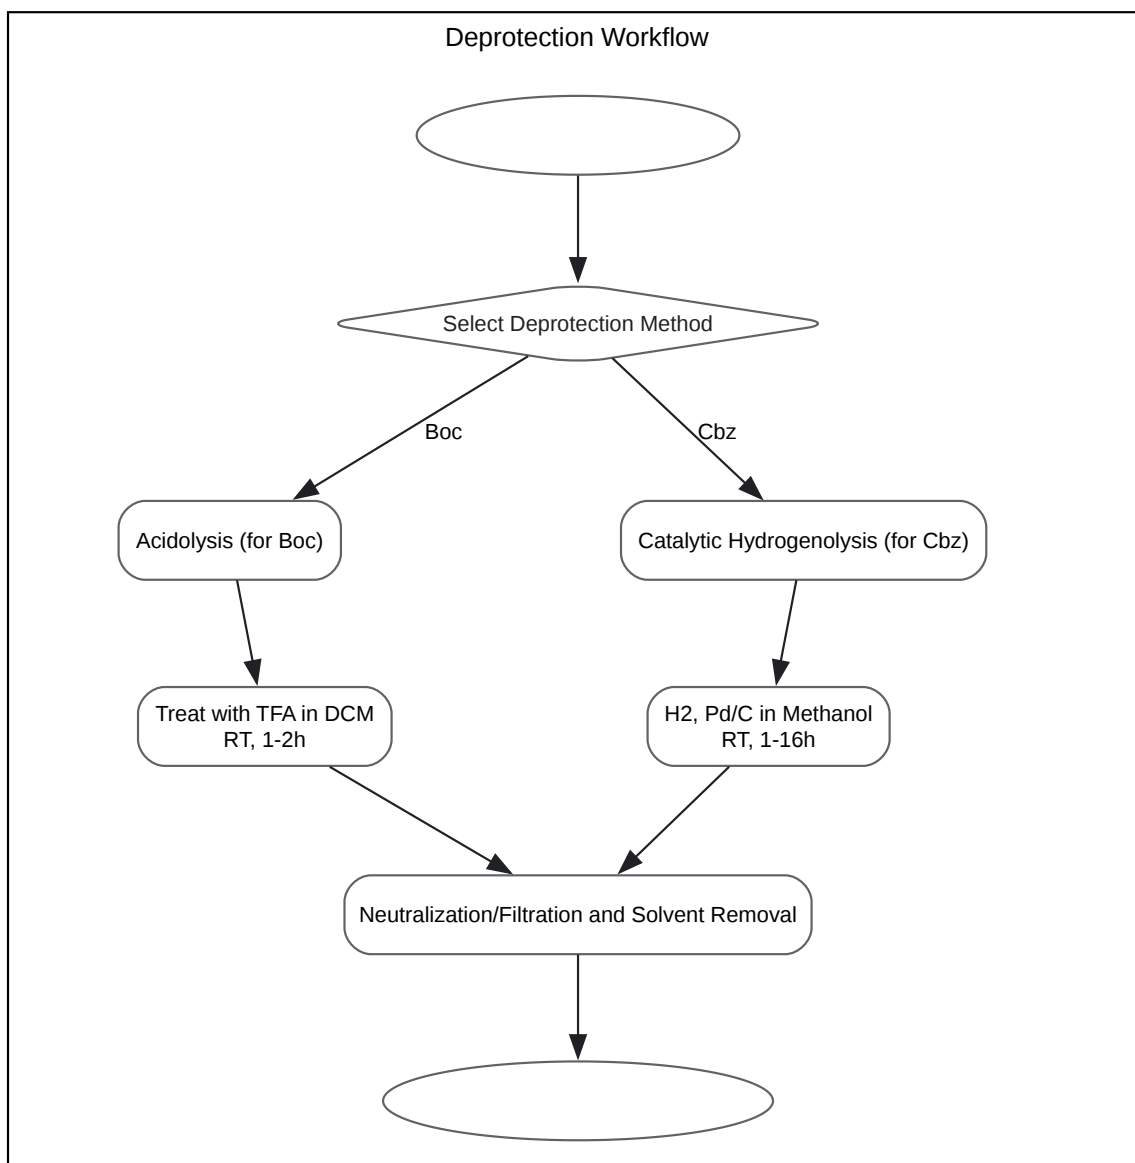 Deprotection Workflow
Select Deprotection Method
Boc
Cbz
Acidolysis (for Boc)
Catalytic Hydrogenolysis (for Cbz)
Treat with TFA in DCM
RT, 1-2h
H2, Pd/C in Methanol
RT, 1-16h
Neutralization/Filtration and Solvent Removal